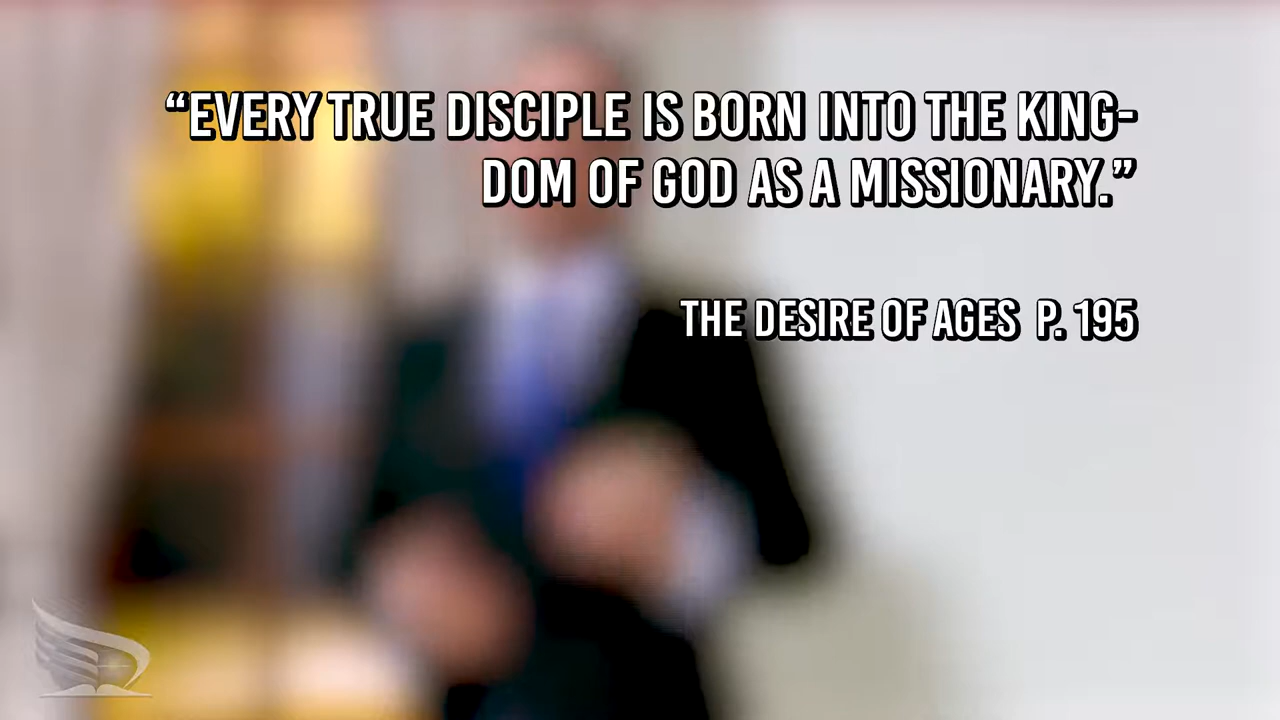 “EVERY TRUE DISCIPLE IS BORN INTO THE KING-
DOM OF GOD AS A MISSIONARY.”
THE DESIRE OF AGES P. 195